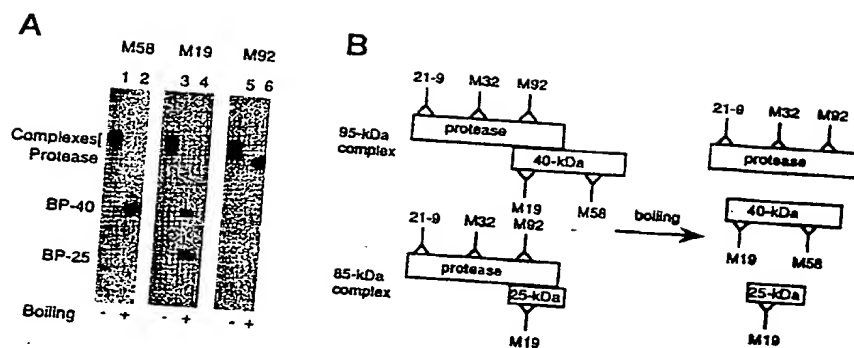 A
M58 M19 M92
1 2 3 4 5 6
Complexes[
Protease
BP-40
BP-25
Boiling - + - + - +
B
21-9 M32 M92
95-kDa complex
protease
40-kDa
M19 M58
21-9 M32 M92
85-kDa complex
protease
25-kDa
M19
boiling
21-9 M32 M92
protease
40-kDa
M19 M58
25-kDa
M19